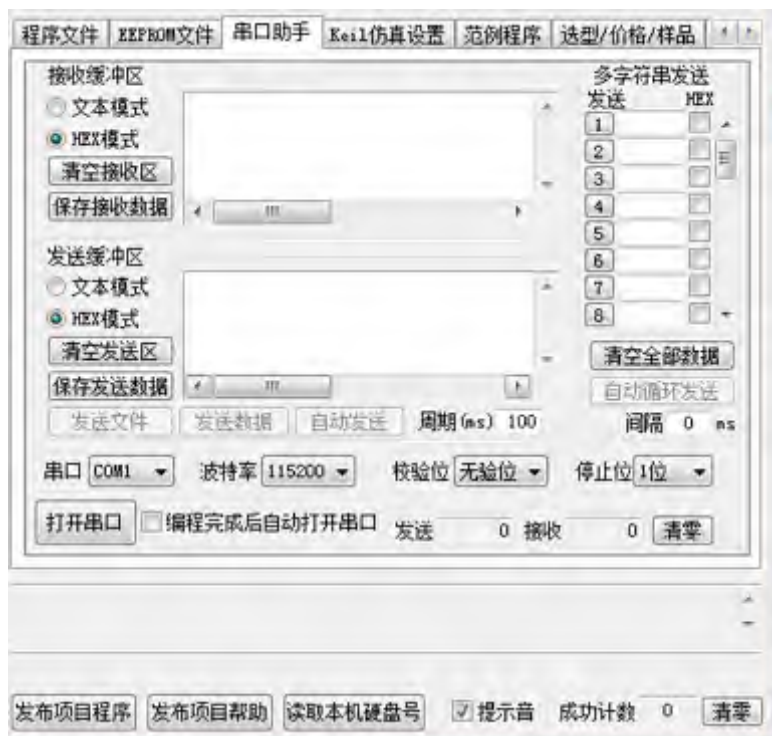 程序文件 EEPROM文件 串口助手 Keil仿真设置 范例程序 选型/价格/样品
接收缓冲区
文本模式
HEX模式
清空接收区
保存接收数据
多字符串发送
发送 HEX
1
2
3
4
5
6
7
8
发送缓冲区
文本模式
HEX模式
清空发送区
保存发送数据
清空全部数据
自动循环发送
发送文件 发送数据 自动发送 周期(ms) 100 间隔 0 ms
串口 COM1 波特率 115200 校验位 无验位 停止位 1位
打开串口 编程完成后自动打开串口 发送 0 接收 0 清零
发布项目程序 发布项目帮助 读取本机硬盘号 提示音 成功计数 0 清零